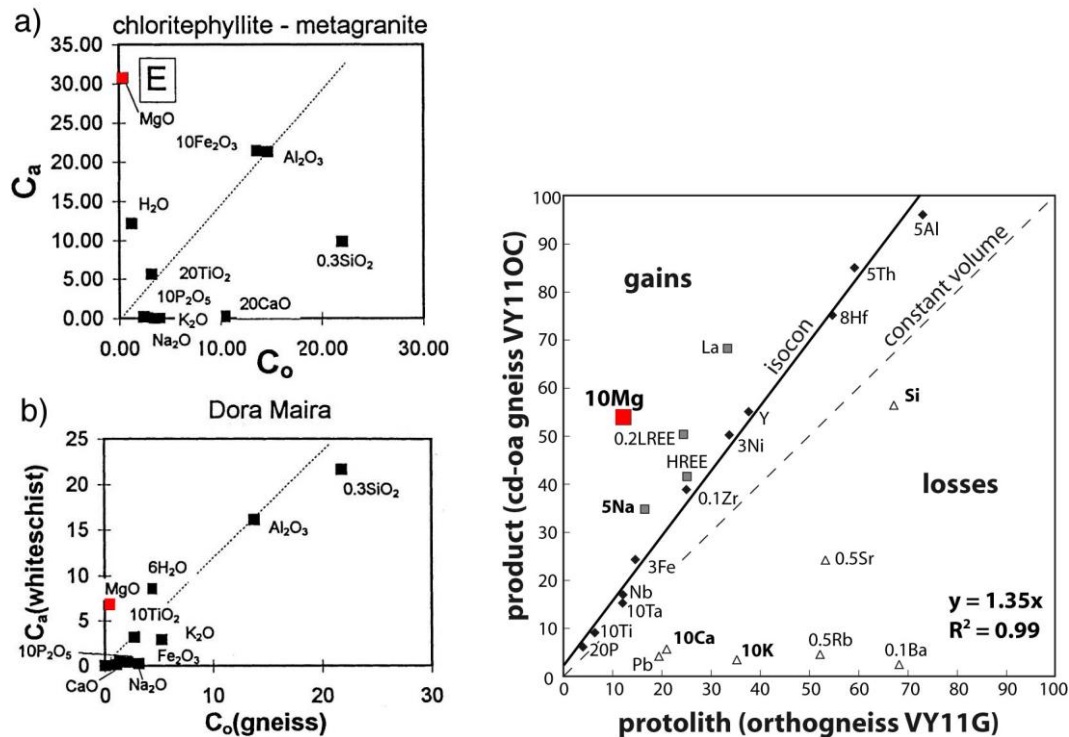 a)
chloritephyllite - metagranite
35.00
30.00
25.00
20.00
15.00
10.00
5.00
0.00
0.00 10.00 20.00 30.00
Cₐ
Cₒ
E
MgO
10Fe₂O₃
Al₂O₃
H₂O
0.3SiO₂
20TiO₂
10P₂O₅
20CaO
K₂O
Na₂O
b)
Dora Maira
25
20
15
10
5
0
0 10 20 30
Cₐ(whiteschist)
Cₒ(gneiss)
0.3SiO₂
Al₂O₃
6H₂O
MgO
10TiO₂
K₂O
10P₂O₅
Fe₂O₃
CaO
Na₂O
100
90
80
70
60
50
40
30
20
10
0
0 10 20 30 40 50 60 70 80 90 100
product (cd-oa gneiss VY11OC)
protolith (orthogneiss VY11G)
gains
losses
isocon
constant volume
5Al
5Th
8Hf
La
10Mg
Y
Si
0.2LREE
3Ni
HREE
0.1Zr
5Na
3Fe
0.5Sr
Nb
10Ta
10Ti
20P
10Ca
Pb
10K
0.5Rb
0.1Ba
y = 1.35x
R² = 0.99